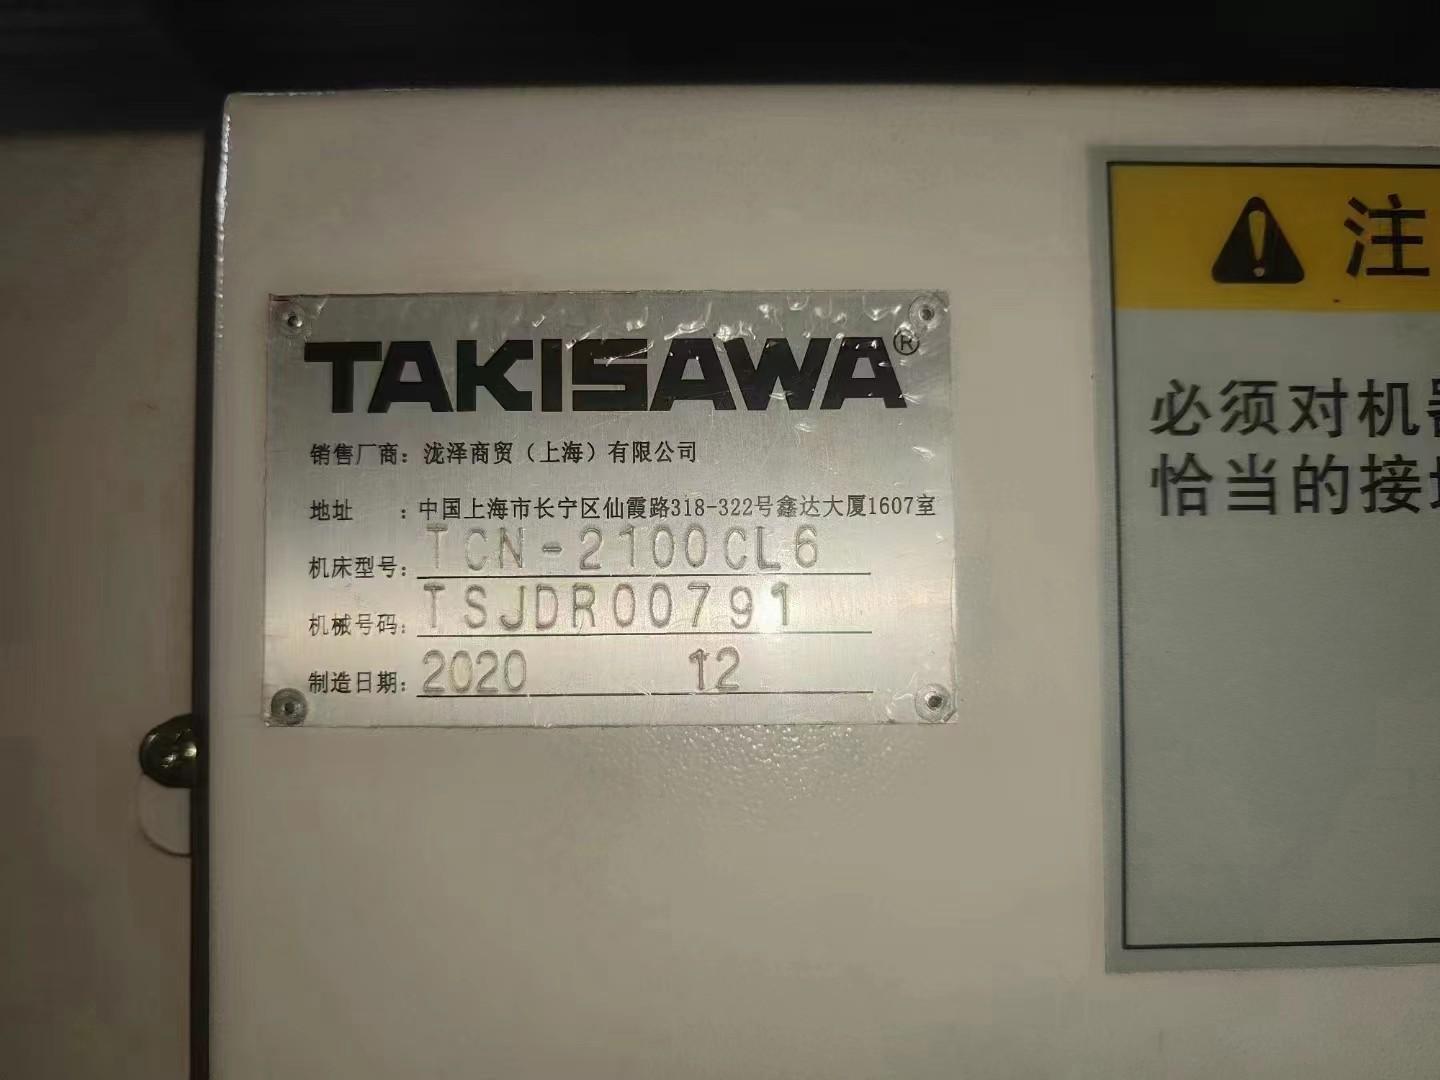 TAKISAWA®
销售厂商：泷泽商贸（上海）有限公司
地址 ：中国上海市长宁区仙霞路318-322号鑫达大厦1607室
机床型号：TCN-2100CL6
机械号码：TSJDR00791
制造日期：2020 12
注
必须对机器
恰当的接地